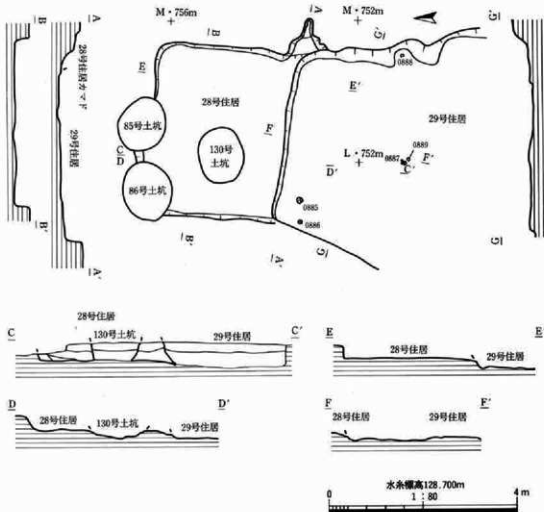 M・756m
M・752m
A
A
G'
B
B
A
G'
E
28号住居カマド
29号住居
28号住居
E'
0888
29号住居
85号土坑
F
C
D
130号
土坑
L・752m
0887
0889
F'
D'
C'
86号土坑
0885
0886
B'
B'
A'
A'
G
G
28号住居
C
130号土坑
29号住居
C'
E
28号住居
29号住居
E'
D
28号住居
130号土坑
29号住居
D'
F
28号住居
29号住居
F'
水糸標高128.700m
0
1：80
4 m